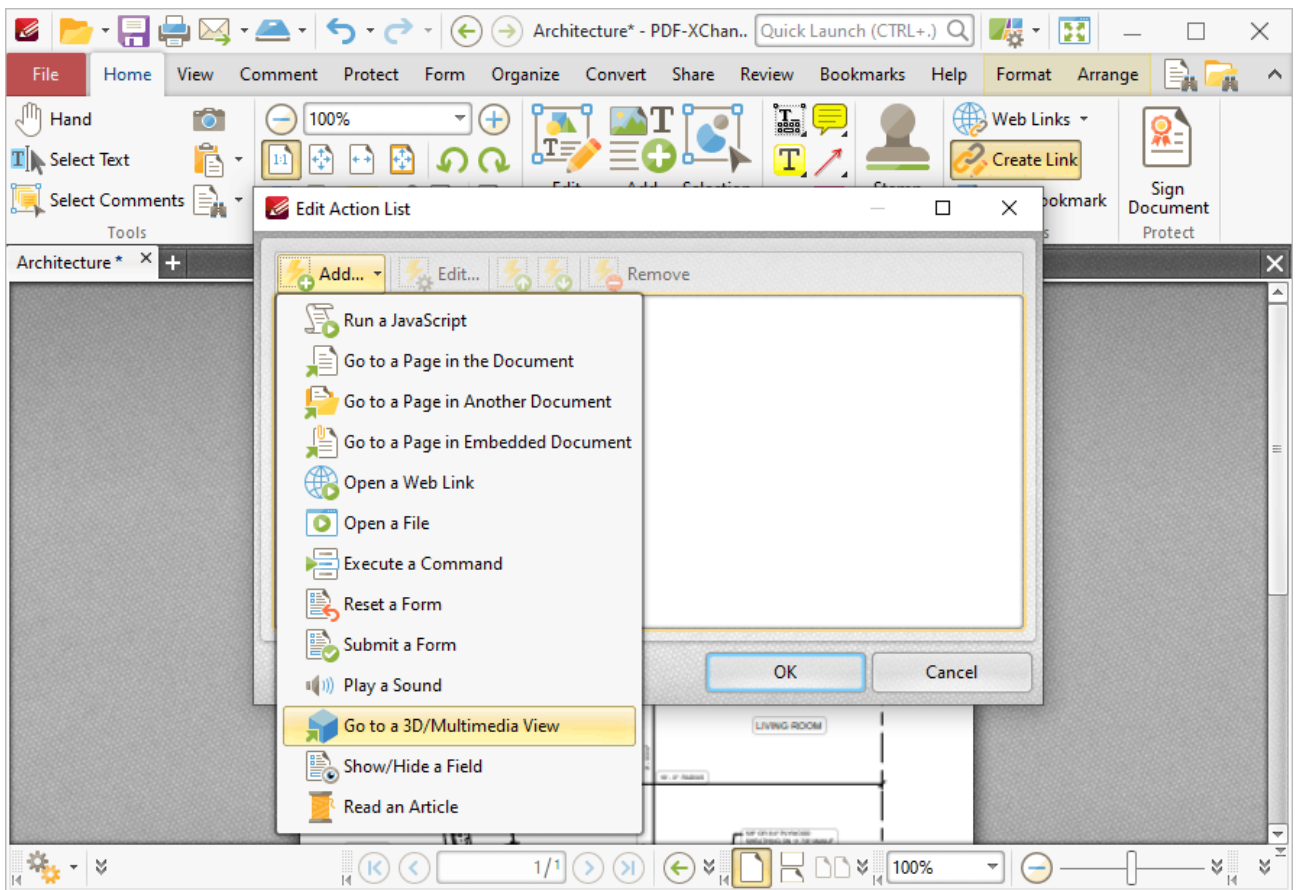 Architecture* - PDF-XChan..
Quick Launch (CTRL+.)
File Home View Comment Protect Form Organize Convert Share Review Bookmarks Help Format Arrange
Hand
100%
Web Links
1:1
Select Text
Create Link
Select Comments
Sign
Document
Tools
Protect
Edit Action List
Architecture *
Add... Edit... Remove
Run a JavaScript
Go to a Page in the Document
Go to a Page in Another Document
Go to a Page in Embedded Document
Open a Web Link
Open a File
Execute a Command
Reset a Form
Submit a Form
Play a Sound
Go to a 3D/Multimedia View
Show/Hide a Field
Read an Article
OK Cancel
LIVING ROOM
1/1
100%